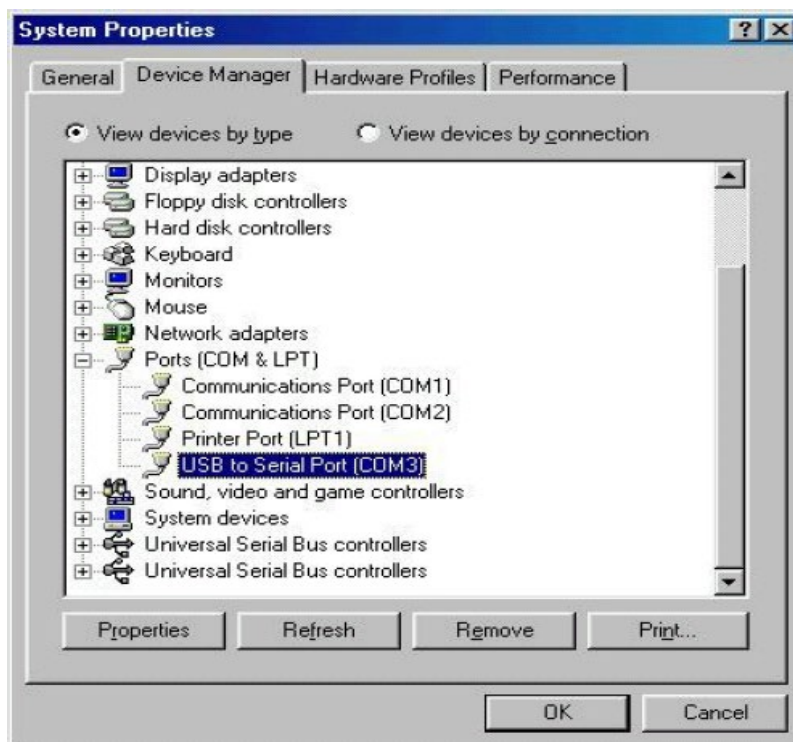 System Properties
General Device Manager Hardware Profiles Performance
View devices by type View devices by connection
Display adapters
Floppy disk controllers
Hard disk controllers
Keyboard
Monitors
Mouse
Network adapters
Ports (COM & LPT)
Communications Port (COM1)
Communications Port (COM2)
Printer Port (LPT1)
USB to Serial Port (COM3)
Sound, video and game controllers
System devices
Universal Serial Bus controllers
Universal Serial Bus controllers
Properties Refresh Remove Print...
OK Cancel